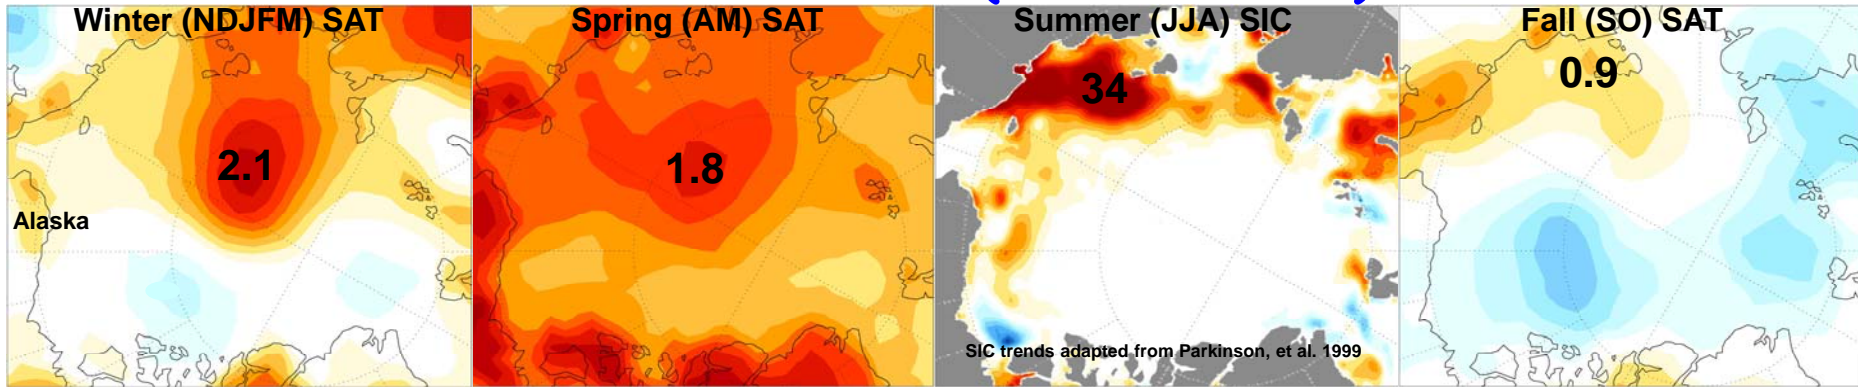 Winter (NDJFM) SAT
Spring (AM) SAT
Summer (JJA) SIC
Fall (SO) SAT
2.1
1.8
34
0.9
Alaska
SIC trends adapted from Parkinson, et al. 1999